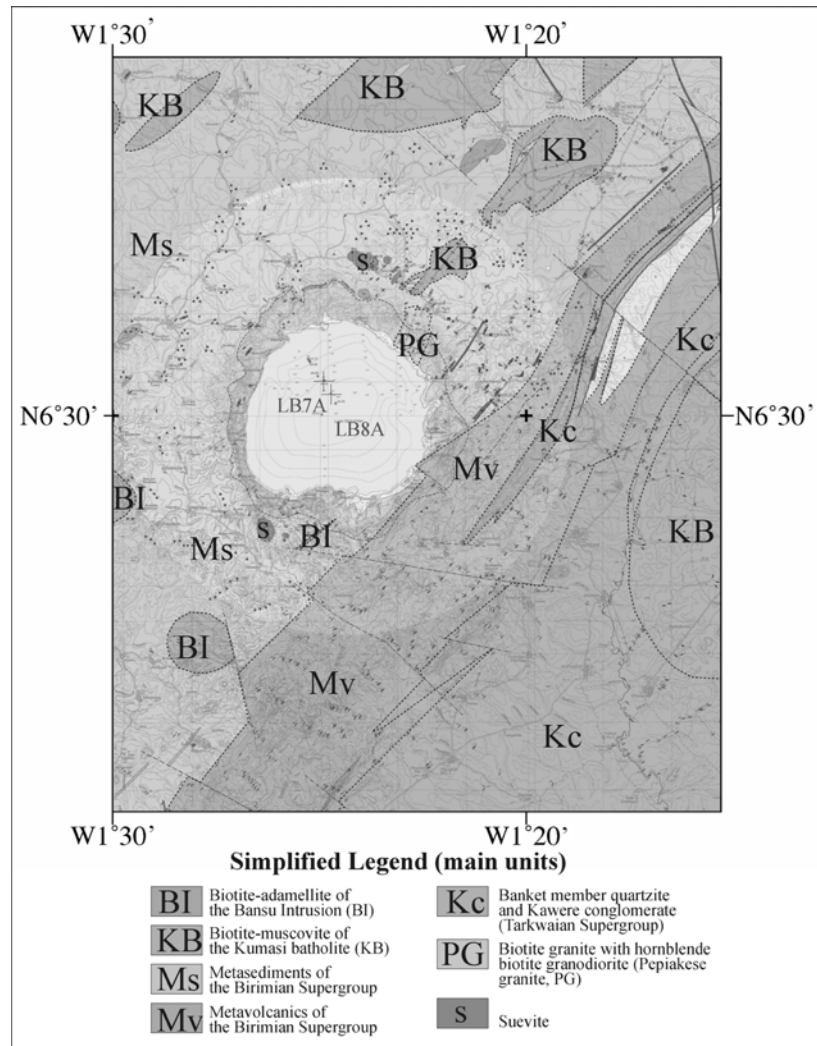 W1°30’ W1°20’
KB
KB
KB
Ms
S
KB
PG
Kc
LB7A
N6°30’ N6°30’
LB8A
Kc
Mv
BI
S
BI
KB
Ms
BI
Mv
Kc
W1°30’ W1°20’
Simplified Legend (main units)
BI Biotite-adamellite of
the Bansu Intrusion (BI)
KB Biotite-muscovite of
the Kumasi batholite (KB)
Ms Metasediments of
the Birimian Supergroup
Mv Metavolcanics of
the Birimian Supergroup
Kc Banket member quartzite
and Kawere conglomerate
(Tarkwaian Supergroup)
PG Biotite granite with hornblende
biotite granodiorite (Pepiakese
granite, PG)
S Suevite